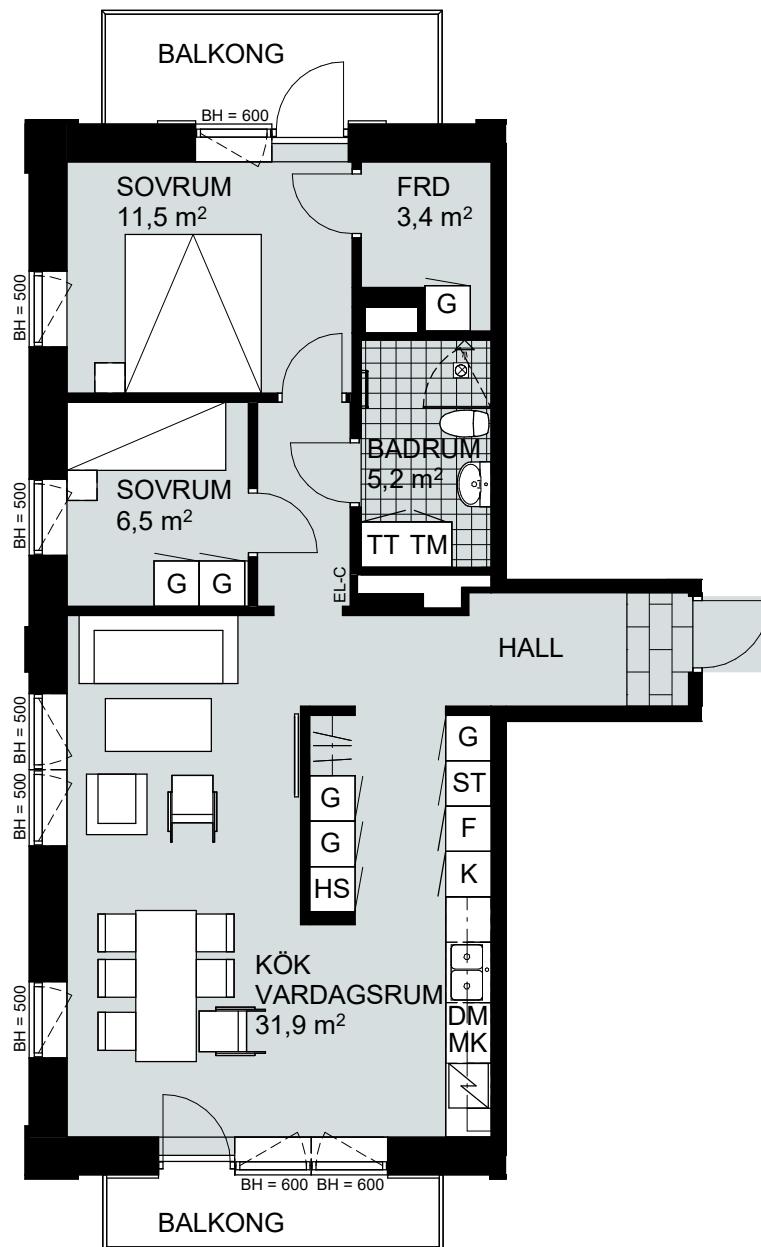 BALKONG
BH = 600
SOVRUM
11,5 m²
FRD
3,4 m²
BH = 500
G
BADRUM
5,2 m²
SOVRUM
6,5 m²
BH = 500
TT TM
G G
EL-C
HALL
BH = 500
BH = 500
G
ST
G
F
G
K
HS
KÖK
VARDAGSRUM
31,9 m²
DM
MK
BH = 500
BH = 600 BH = 600
BALKONG